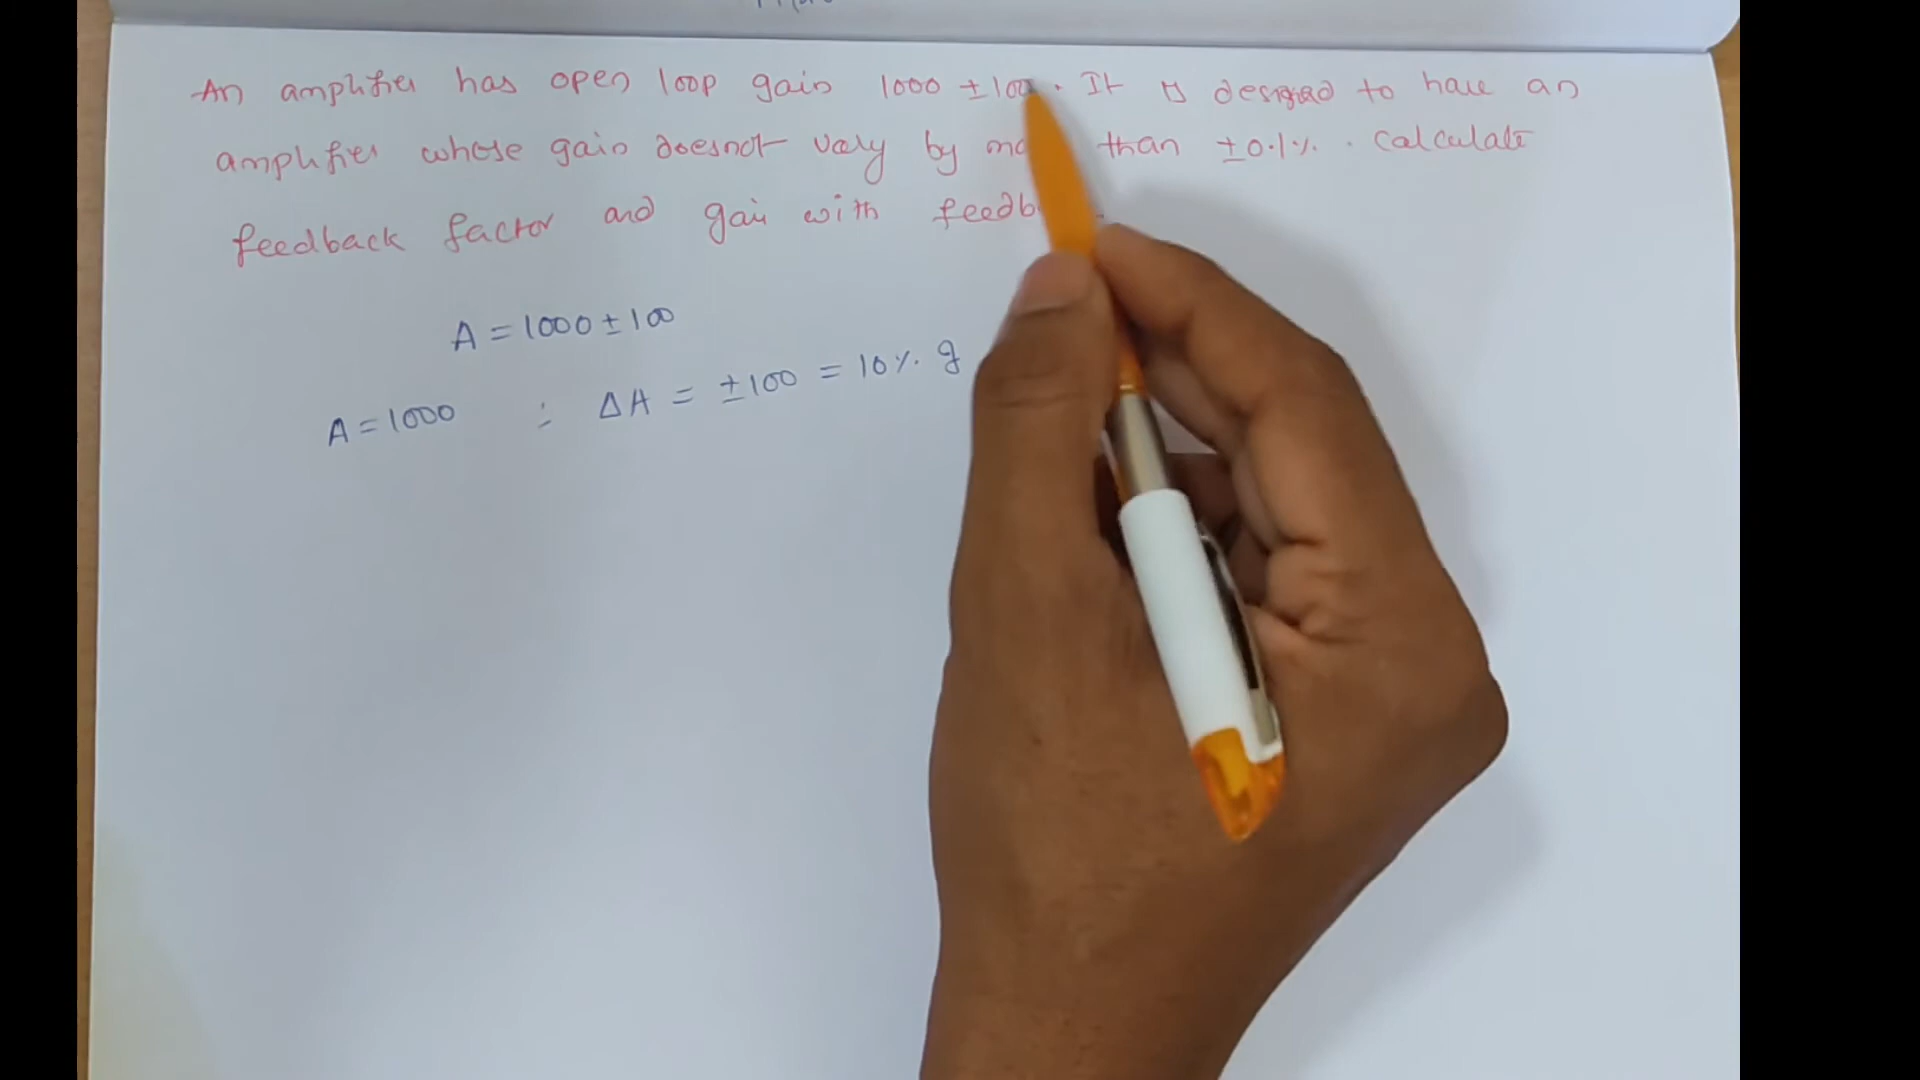 An amplifier has open loop gain 1000 ±100. It is designed to have an
amplifier whose gain doesnot vary by than ±0.1%. Calculate
feedback factor and gain with
A = 1000 ± 100
A = 1000 : ΔA = ±100 = 10%.